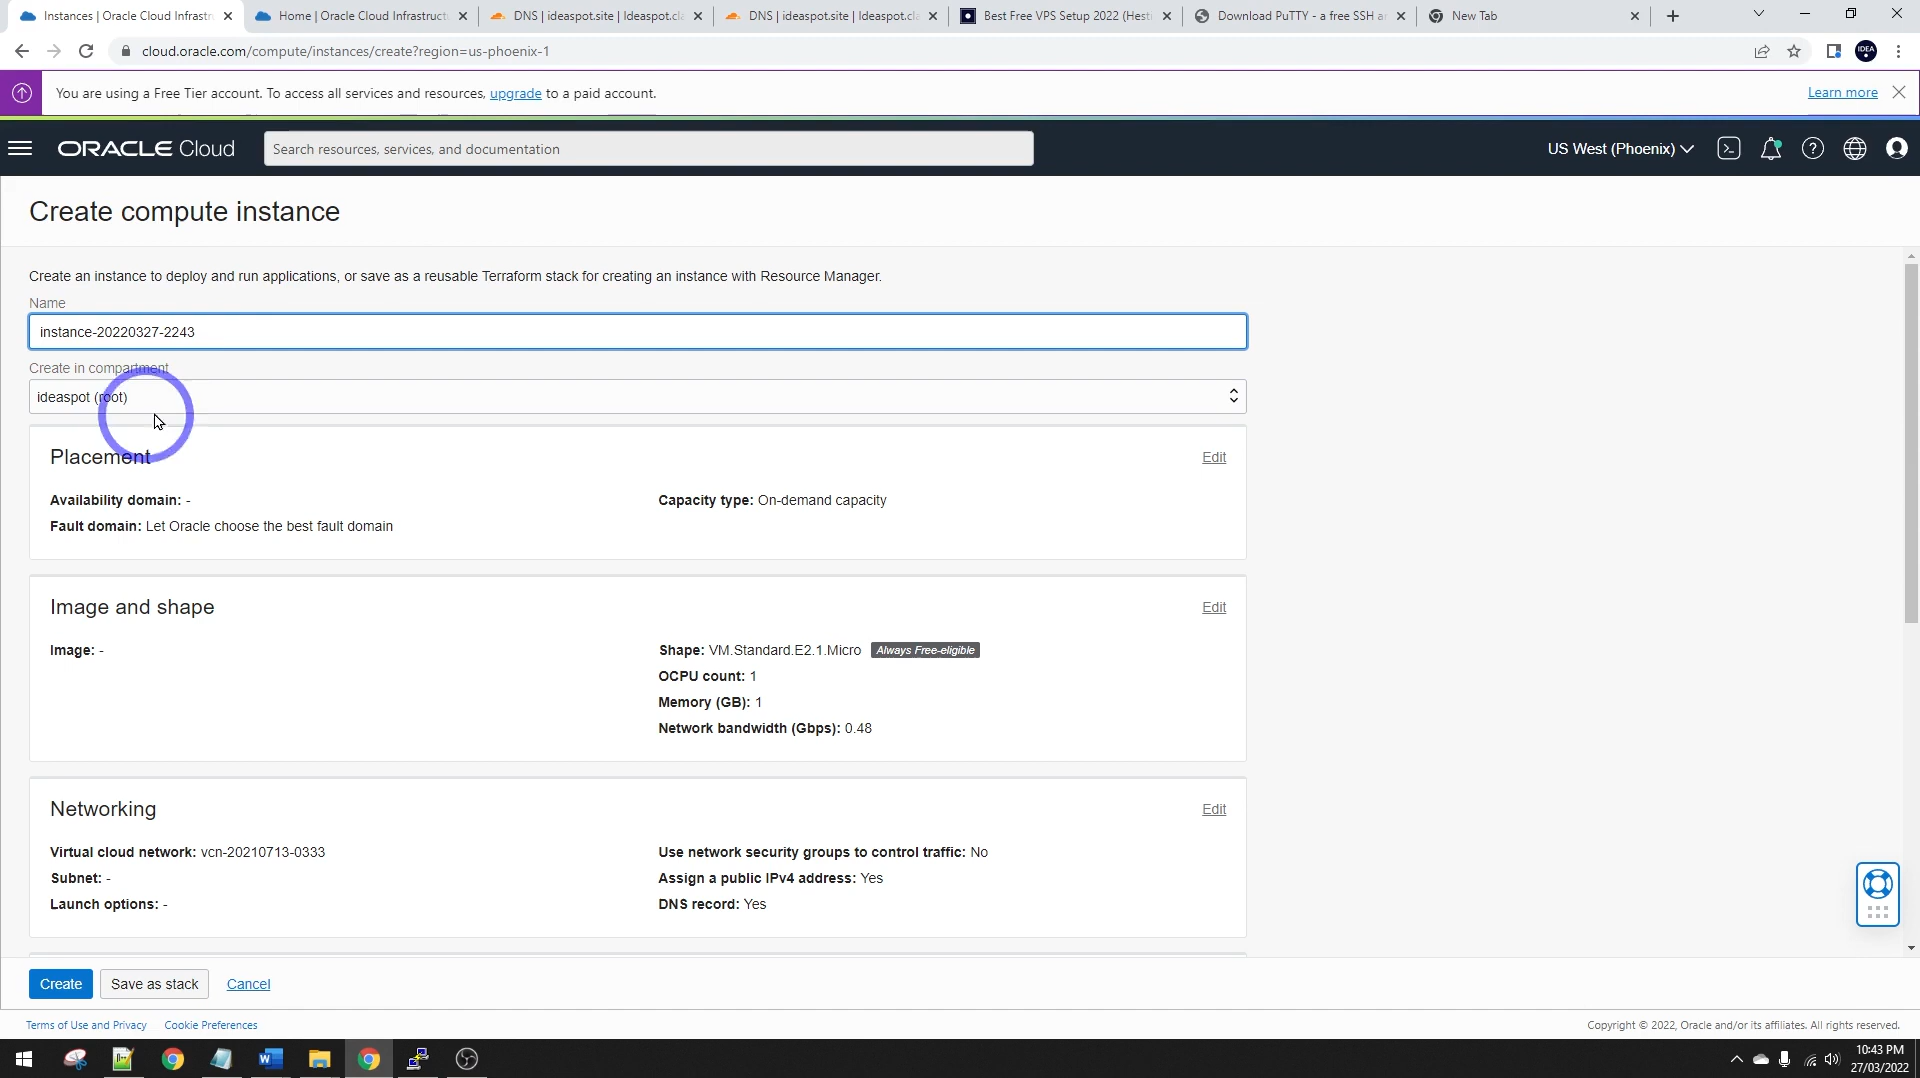 Instances | Oracle Cloud Infrastr
Home | Oracle Cloud Infrastruct
DNS | ideaspot.site | Ideaspot.cl
DNS | ideaspot.site | Ideaspot.cl
Best Free VPS Setup 2022 (Hesti
Download PuTTY - a free SSH a
New Tab
cloud.oracle.com/compute/instances/create?region=us-phoenix-1
IDEA
You are using a Free Tier account. To access all services and resources, upgrade to a paid account.
Learn more
ORACLE Cloud
Search resources, services, and documentation
US West (Phoenix)
Create compute instance
Create an instance to deploy and run applications, or save as a reusable Terraform stack for creating an instance with Resource Manager.
Name
instance-20220327-2243
Create in compartment
ideaspot (root)
Placement
Edit
Availability domain: -
Capacity type: On-demand capacity
Fault domain: Let Oracle choose the best fault domain
Image and shape
Edit
Image: -
Shape: VM.Standard.E2.1.Micro Always Free-eligible
OCPU count: 1
Memory (GB): 1
Network bandwidth (Gbps): 0.48
Networking
Edit
Virtual cloud network: vcn-20210713-0333
Use network security groups to control traffic: No
Subnet: -
Assign a public IPv4 address: Yes
Launch options: -
DNS record: Yes
Create
Save as stack
Cancel
Terms of Use and Privacy
Cookie Preferences
Copyright © 2022, Oracle and/or its affiliates. All rights reserved.
10:43 PM
27/03/2022